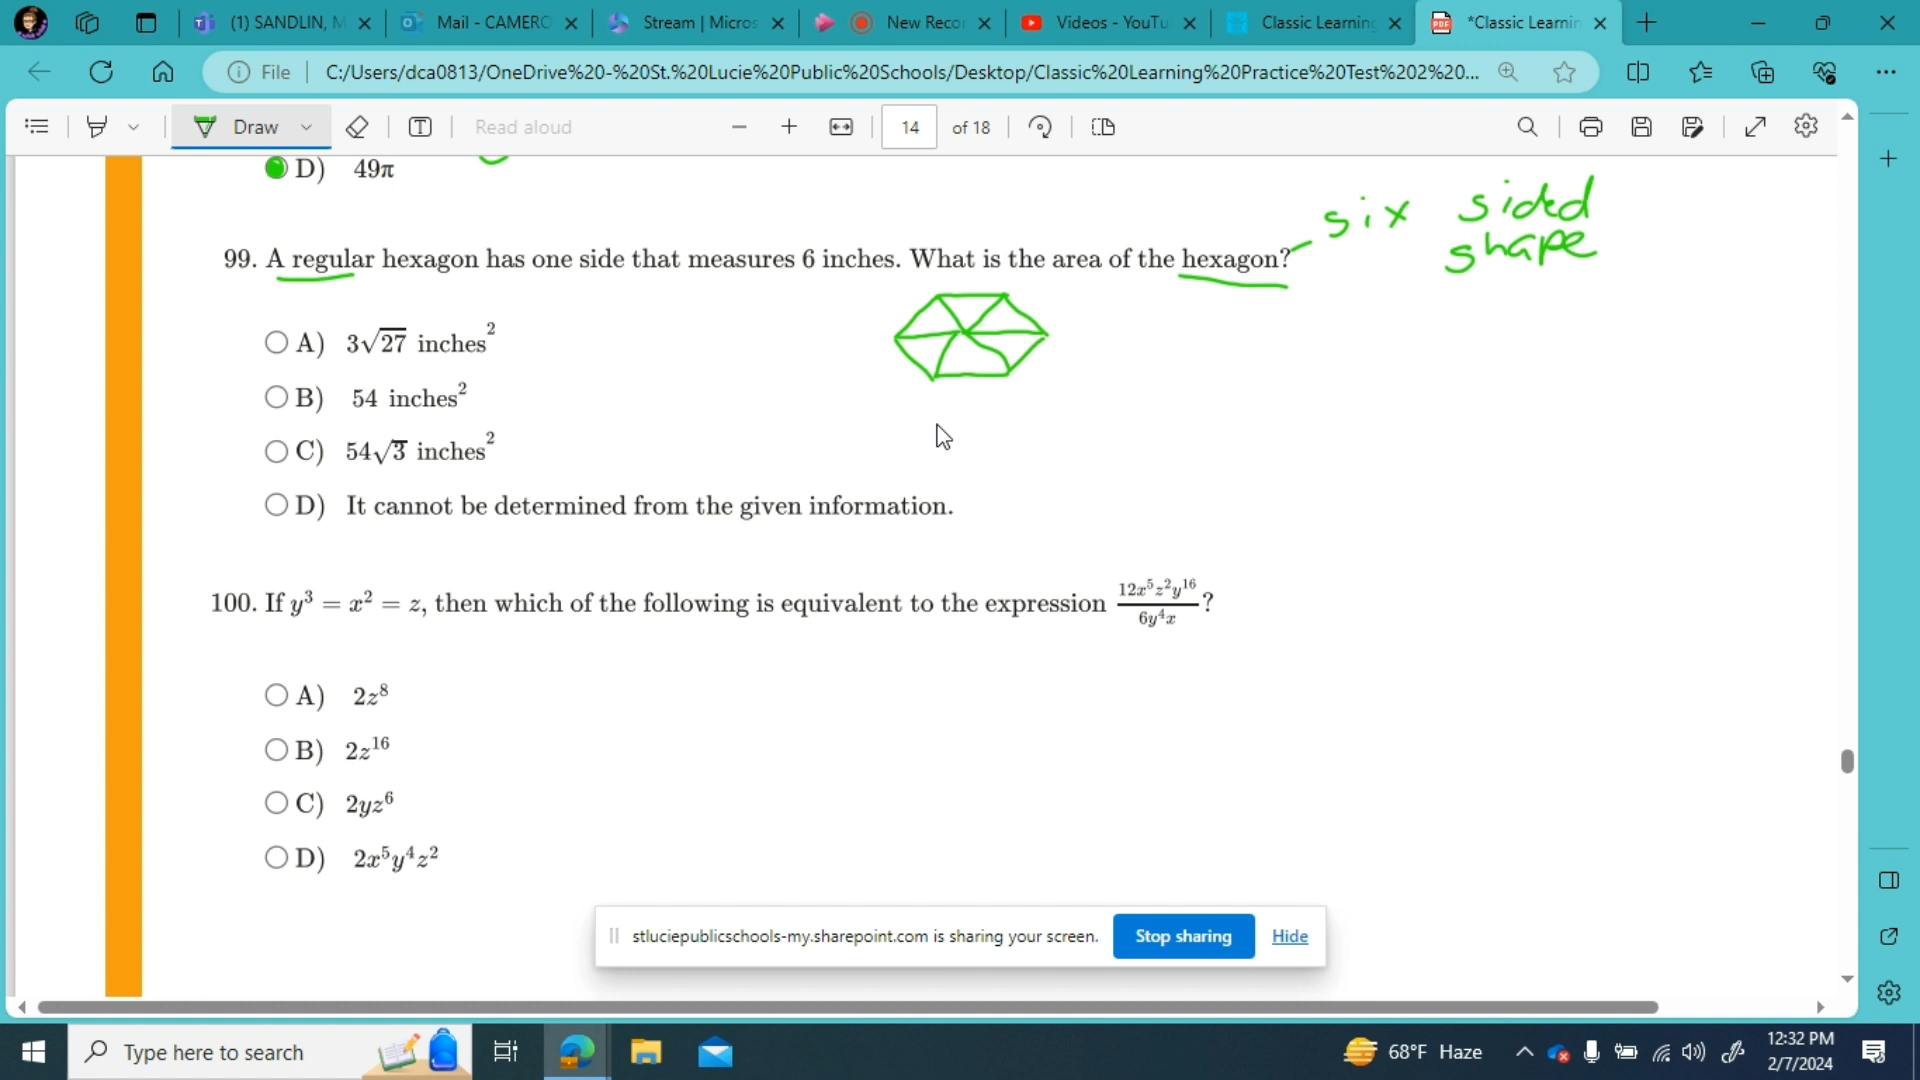 (1) SANDLIN, M
Mail - CAMERO
Stream | Micros
New Reco
Videos - YouTu
Classic Learning
*Classic Learnin
File
C:/Users/dca0813/OneDrive%20-%20St.%20Lucie%20Public%20Schools/Desktop/Classic%20Learning%20Practice%20Test%202%20...
Draw
Read aloud
14
of 18
D) 49π
six sided
shape
99. A regular hexagon has one side that measures 6 inches. What is the area of the hexagon?
A) 3√27 inches²
B) 54 inches²
C) 54√3 inches²
D) It cannot be determined from the given information.
100. If y³ = x² = z, then which of the following is equivalent to the expression 12x⁵z²y¹⁶/6y⁴x?
A) 2z⁸
B) 2z¹⁶
C) 2yz⁶
D) 2x⁵y⁴z²
stluciepublicschools-my.sharepoint.com is sharing your screen.
Stop sharing
Hide
Type here to search
68°F Haze
12:32 PM
2/7/2024